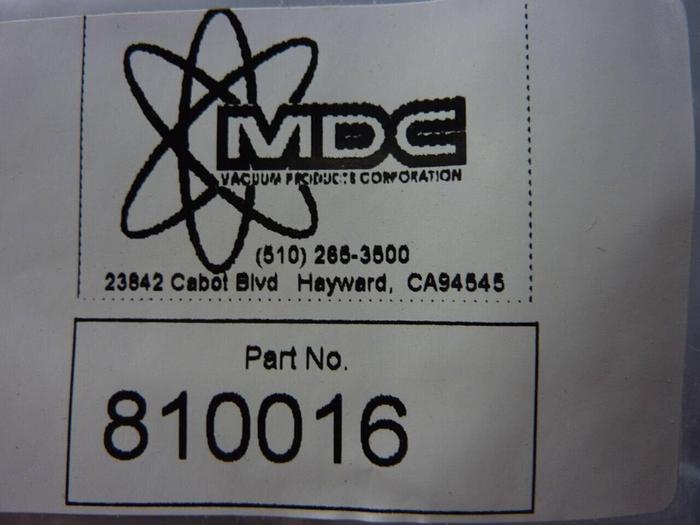 MDC
VACUUM PRODUCTS CORPORATION
(510) 265-3500
23842 Cabot Blvd Hayward, CA94545
Part No.
810016